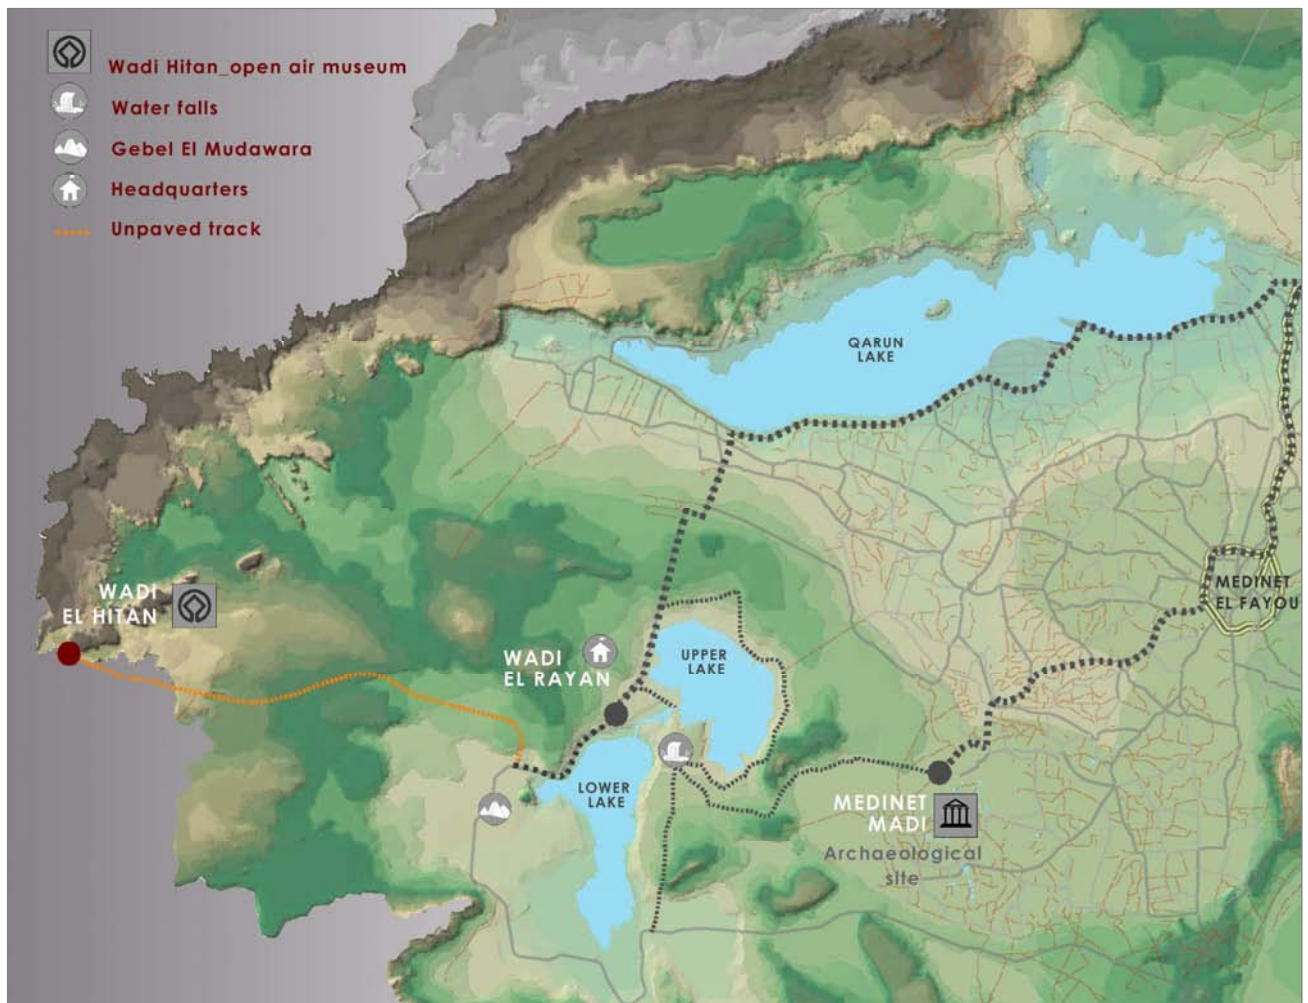 Wadi Hitan_open air museum
Water falls
Gebel El Mudawara
Headquarters
Unpaved track
QARUN
LAKE
MEDINET
EL FAYOU
WADI
EL HITAN
WADI
EL RAYAN
UPPER
LAKE
LOWER
LAKE
MEDINET
MADI
Archaeological
site